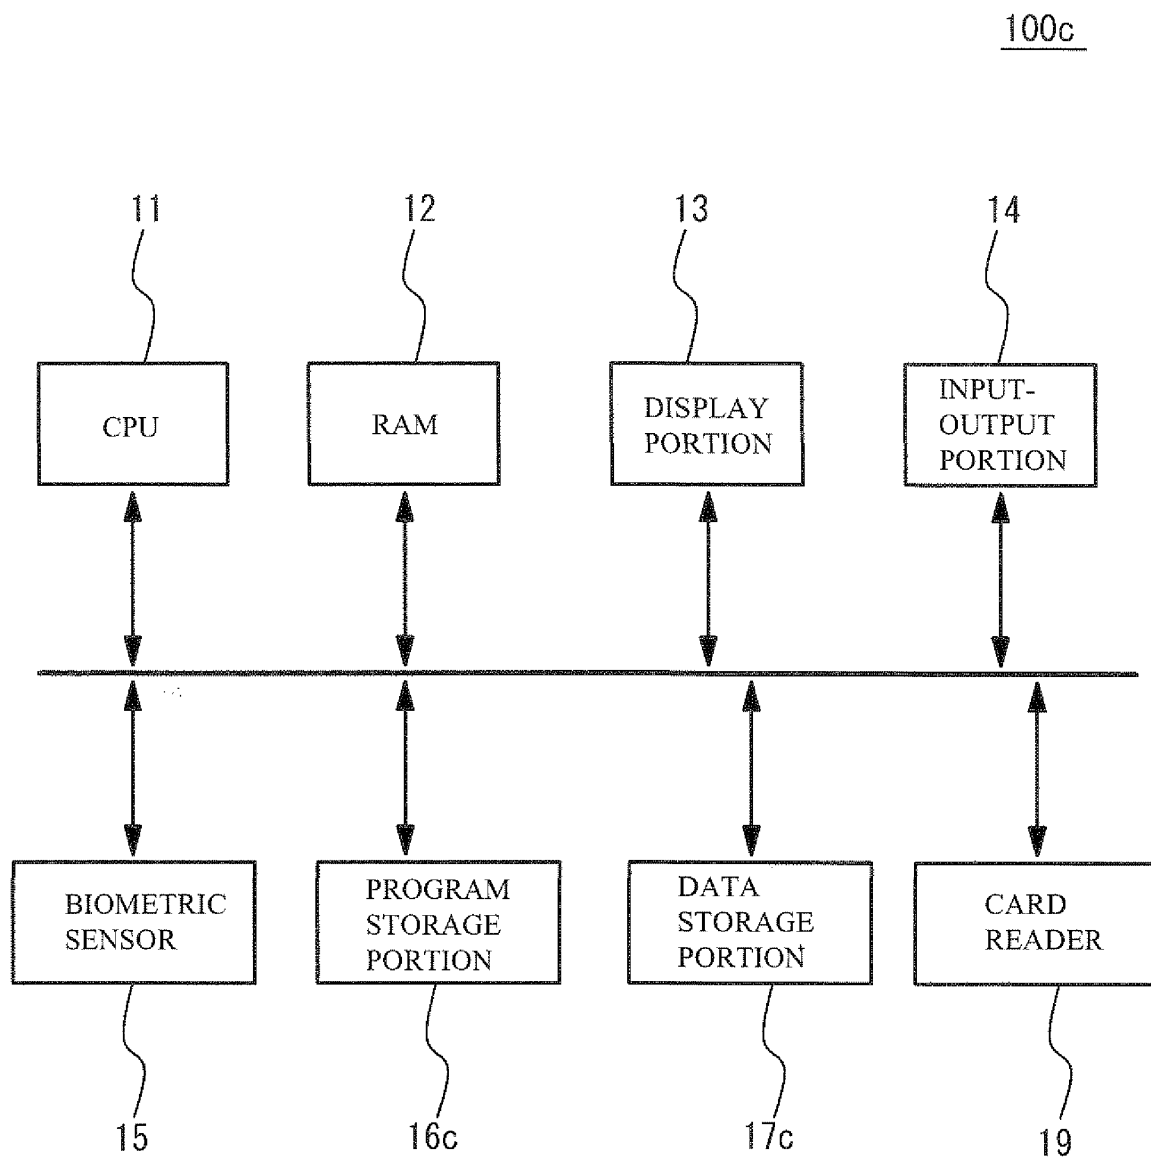 100c
11
12
13
14
CPU
RAM
DISPLAY
PORTION
INPUT-
OUTPUT
PORTION
BIOMETRIC
SENSOR
PROGRAM
STORAGE
PORTION
DATA
STORAGE
PORTION
CARD
READER
15
16c
17c
19